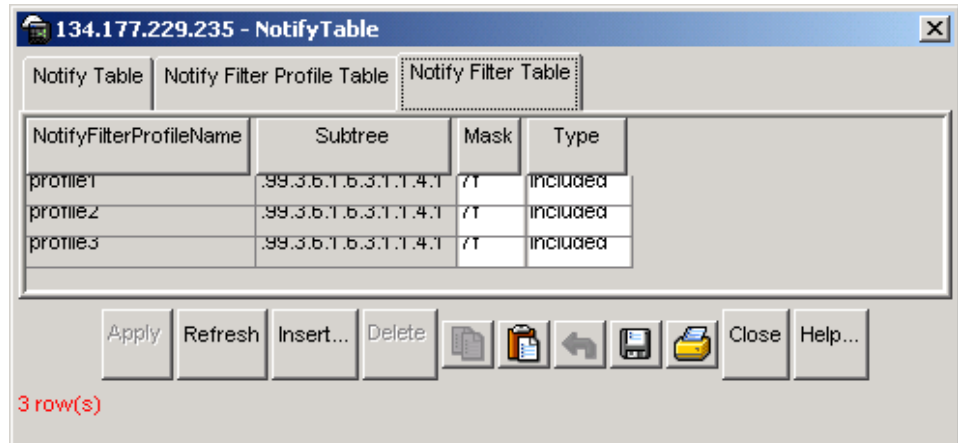 134.177.229.235 - NotifyTable
Notify Table Notify Filter Profile Table Notify Filter Table
NotifyFilterProfileName Subtree Mask Type
profile1 .99.3.6.1.6.3.1.1.4.1 7f included
profile2 .99.3.6.1.6.3.1.1.4.1 7f included
profile3 .99.3.6.1.6.3.1.1.4.1 7f included
Apply Refresh Insert... Delete Close Help...
3 row(s)